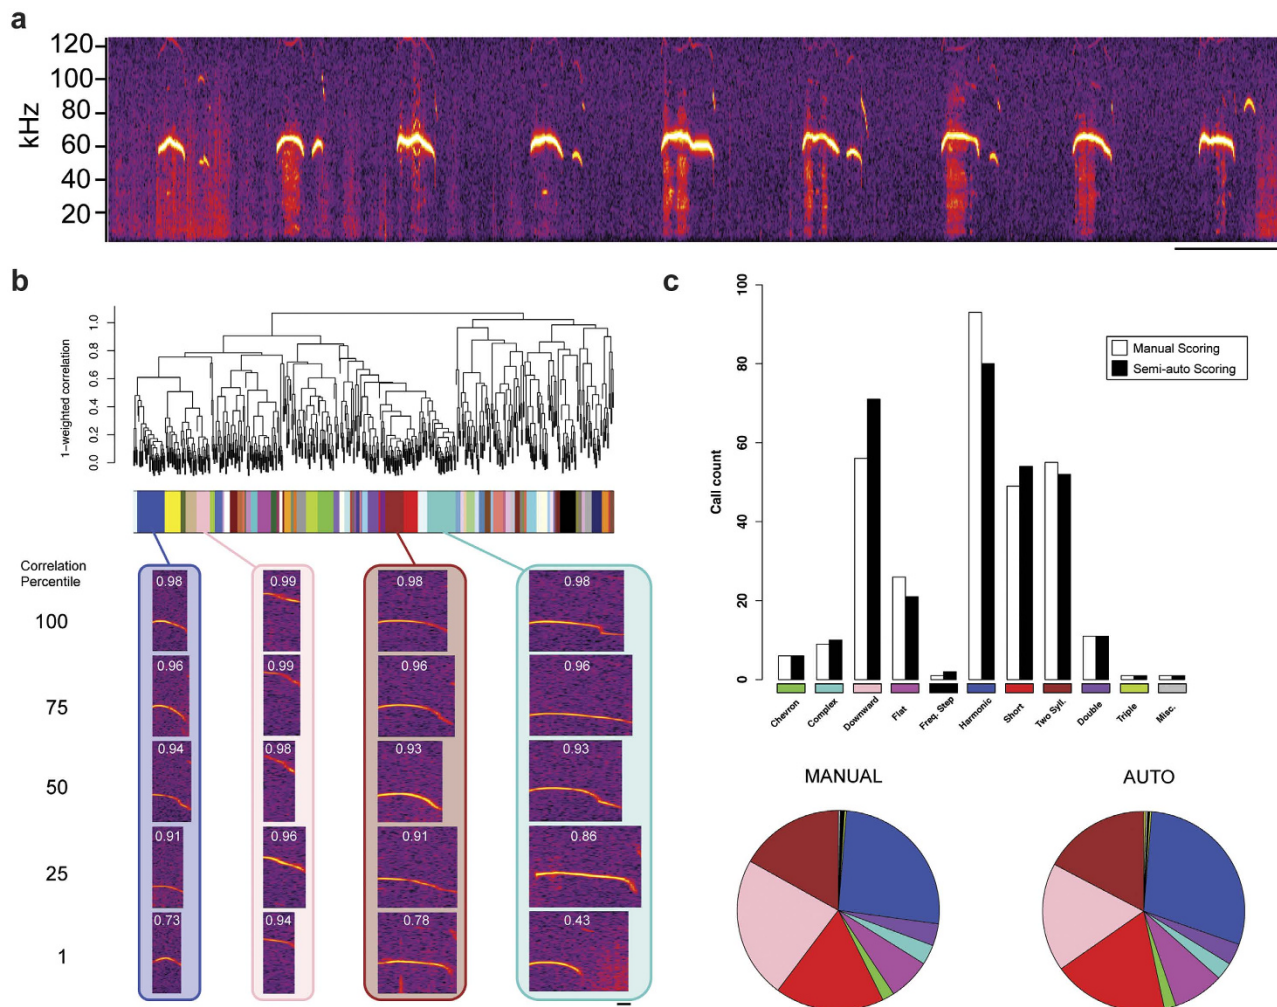 a
120
100
80
60
40
20
kHz
b
1.0
0.8
0.6
0.4
0.2
0.0
1-weighted correlation
Correlation
Percentile
100
75
50
25
1
0.98
0.99
0.98
0.98
0.96
0.99
0.96
0.96
0.94
0.98
0.93
0.93
0.91
0.96
0.91
0.86
0.73
0.94
0.78
0.43
c
100
80
60
40
20
0
Call count
Manual Scoring
Semi-auto Scoring
Chevron
Complex
Downward
Flat
Freq. Step
Harmonic
Short
Two Syll.
Double
Triple
Misc.
MANUAL
AUTO